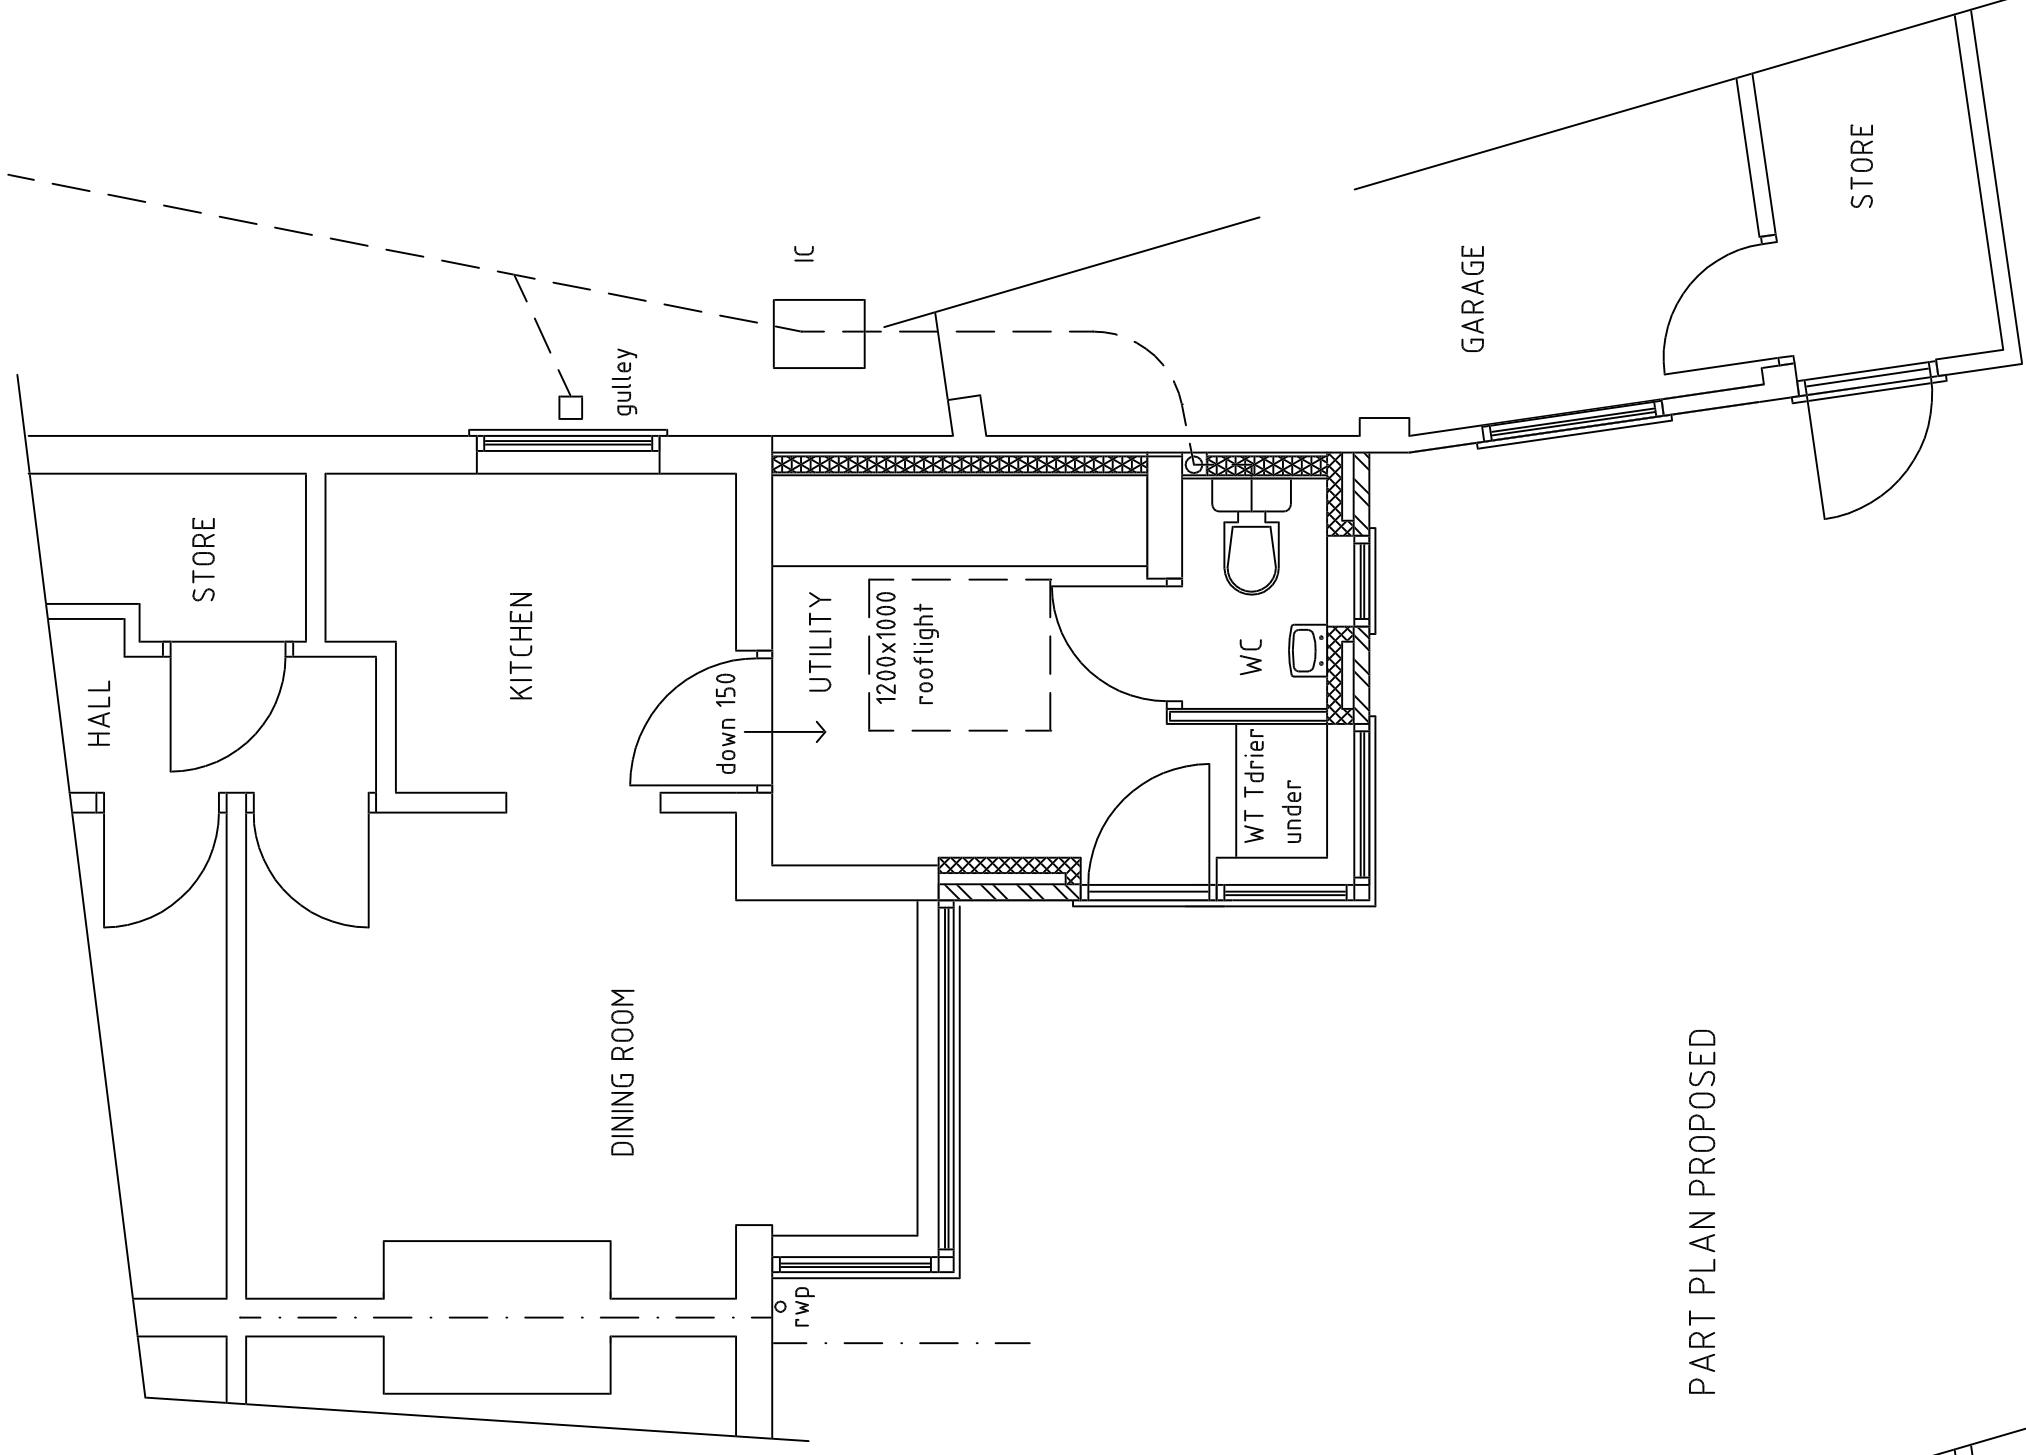 HALL
STORE
KITCHEN
DINING ROOM
gulley
down 150
IC
UTILITY
rwp
1200x1000
rooflight
WC
WT Tdrier
under
GARAGE
STORE
PART PLAN PROPOSED